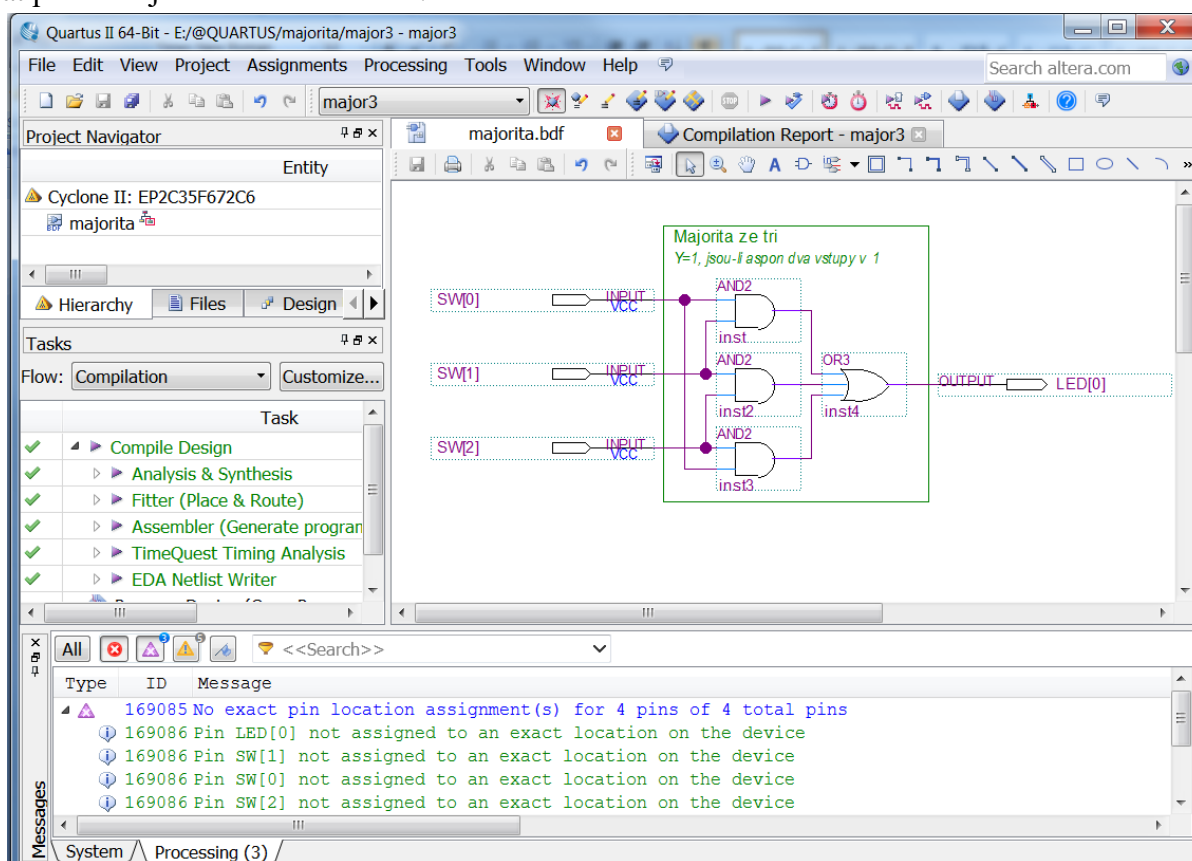 Quartus II 64-Bit - E:/@QUARTUS/majorita/major3 - major3
File Edit View Project Assignments Processing Tools Window Help
Search altera.com
major3
Project Navigator
majorita.bdf
Compilation Report - major3
Entity
Cyclone II: EP2C35F672C6
majorita
Hierarchy Files Design
Tasks
Flow: Compilation Customize...
Task
Compile Design
Analysis & Synthesis
Fitter (Place & Route)
Assembler (Generate program
TimeQuest Timing Analysis
EDA Netlist Writer
Majorita ze tri
Y=1, jsou-li aspon dva vstupy v 1
SW[0] INPUT VCC
AND2
inst
SW[1] INPUT VCC
AND2
inst2
OR3
inst4
OUTPUT LED[0]
SW[2] INPUT VCC
AND2
inst3
All
3
<<Search>>
Type ID Message
169085 No exact pin location assignment(s) for 4 pins of 4 total pins
169086 Pin LED[0] not assigned to an exact location on the device
169086 Pin SW[1] not assigned to an exact location on the device
169086 Pin SW[0] not assigned to an exact location on the device
169086 Pin SW[2] not assigned to an exact location on the device
Messages
System Processing (3)